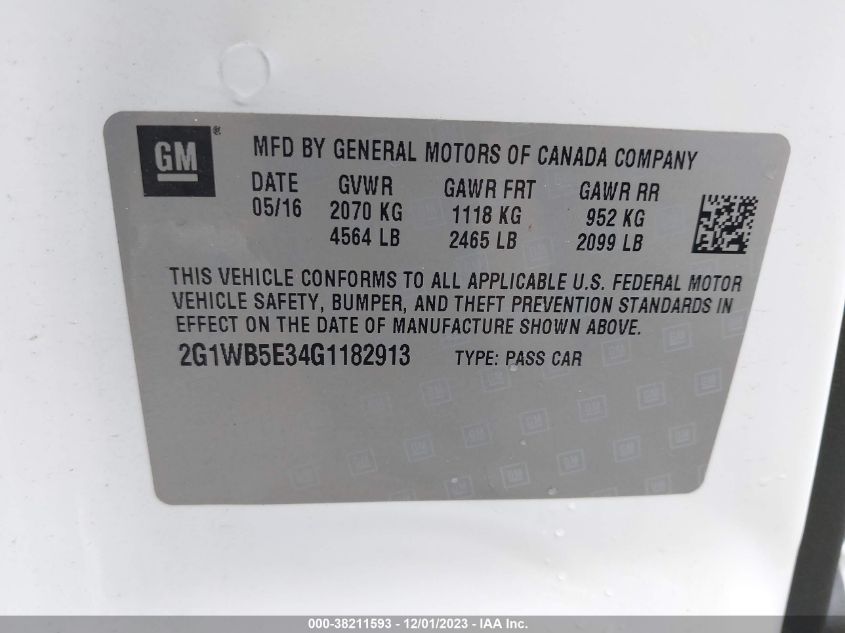 GM ®
MFD BY GENERAL MOTORS OF CANADA COMPANY
DATE GVWR GAWR FRT GAWR RR
05/16 2070 KG 1118 KG 952 KG
4564 LB 2465 LB 2099 LB
THIS VEHICLE CONFORMS TO ALL APPLICABLE U.S. FEDERAL MOTOR
VEHICLE SAFETY, BUMPER, AND THEFT PREVENTION STANDARDS IN
EFFECT ON THE DATE OF MANUFACTURE SHOWN ABOVE.
2G1WB5E34G1182913 TYPE: PASS CAR
000-38211593 - 12/01/2023 - IAA Inc.